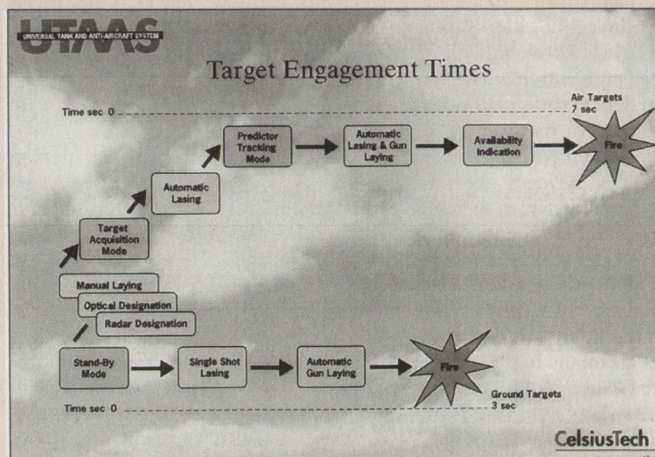 UTAAS
UNIVERSAL TANK AND ANTI-AIRCRAFT SYSTEM
Target Engagement Times
Time sec 0
Air Targets
7 sec
Predictor
Tracking
Mode
Automatic
Lasing & Gun
Laying
Availability
Indication
Fire
Automatic
Lasing
Target
Acquisition
Mode
Manual Laying
Optical Designation
Radar Designation
Stand-By
Mode
Single Shot
Lasing
Automatic
Gun Laying
Fire
Ground Targets
3 sec
Time sec 0
CelsiusTech